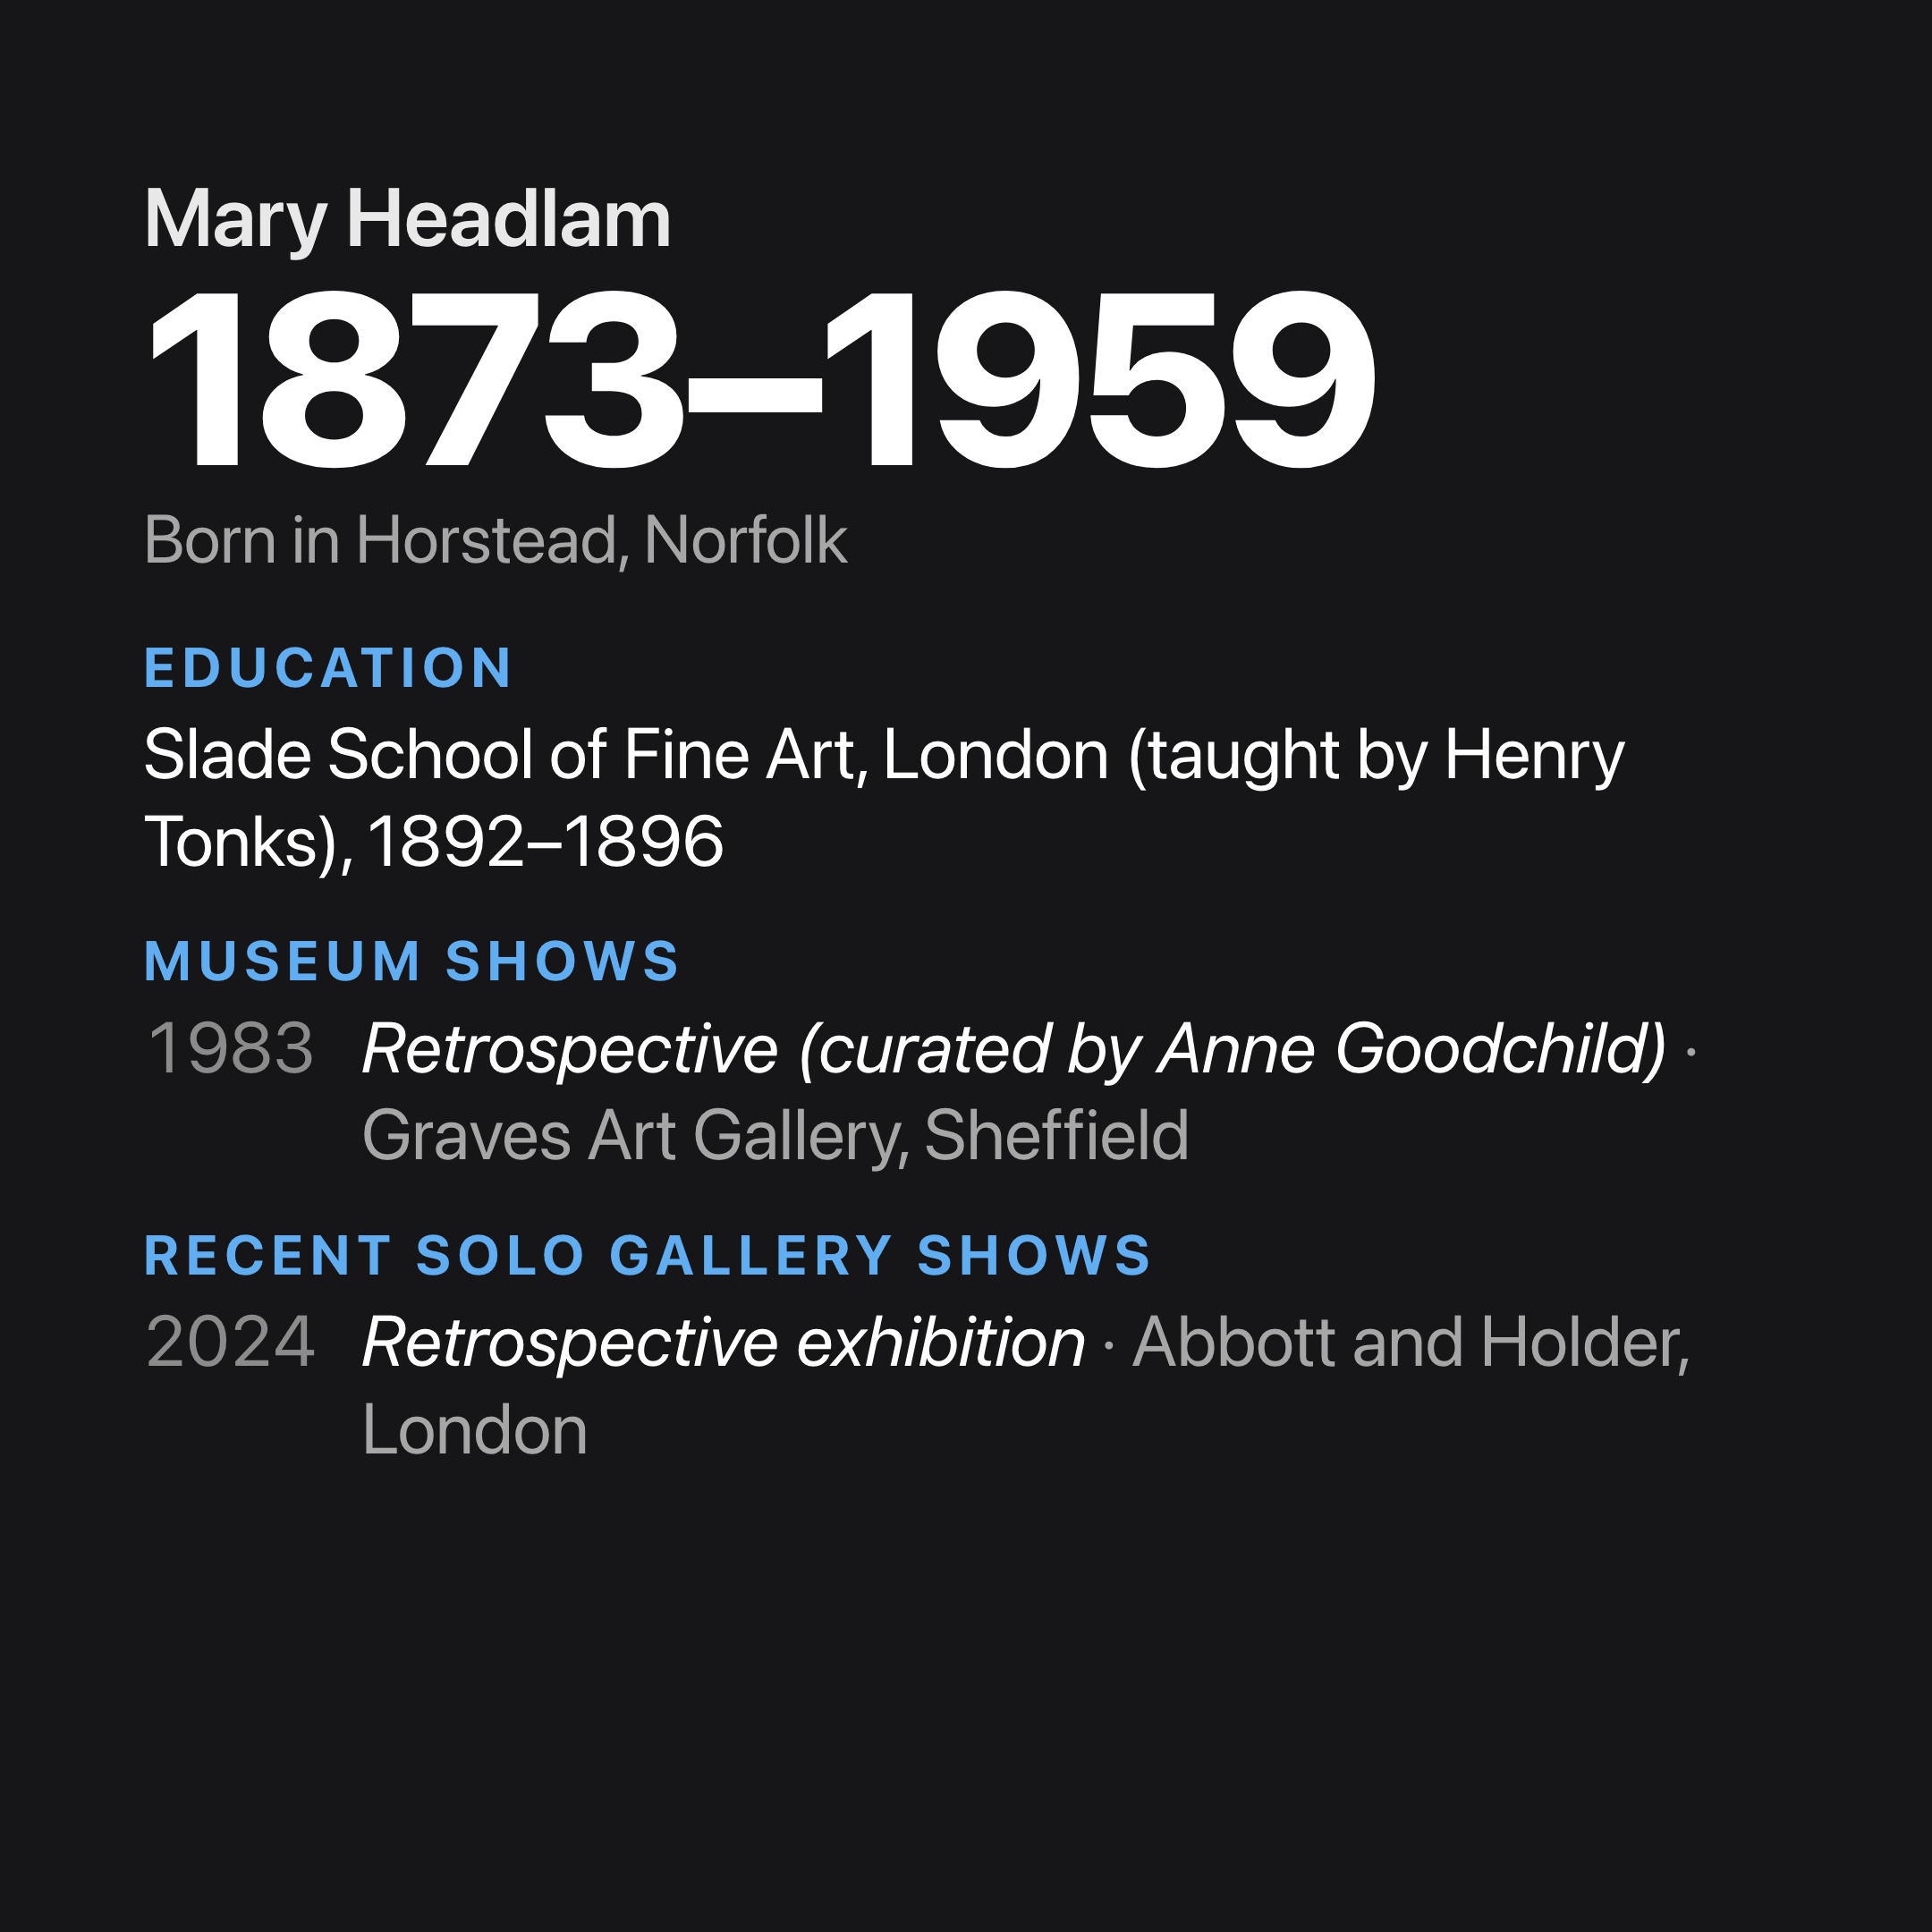 Mary Headlam
1873–1959
Born in Horstead, Norfolk
EDUCATION
Slade School of Fine Art, London (taught by Henry
Tonks), 1892–1896
MUSEUM SHOWS
1983 Retrospective (curated by Anne Goodchild) ·
Graves Art Gallery, Sheffield
RECENT SOLO GALLERY SHOWS
2024 Retrospective exhibition · Abbott and Holder,
London